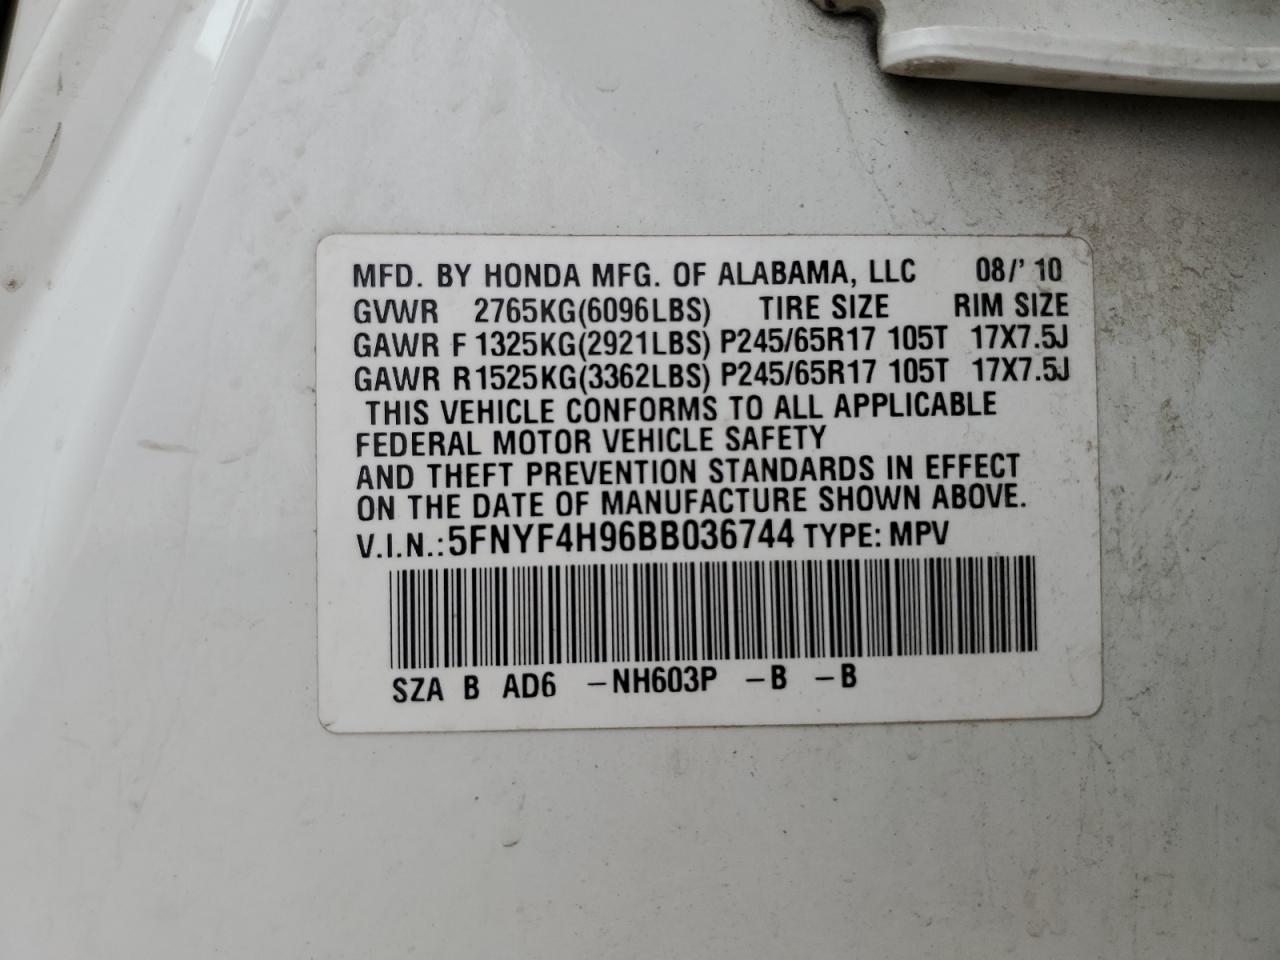 MFD. BY HONDA MFG. OF ALABAMA, LLC 08/' 10
GVWR 2765KG(6096LBS) TIRE SIZE RIM SIZE
GAWR F 1325KG(2921LBS) P245/65R17 105T 17X7.5J
GAWR R1525KG(3362LBS) P245/65R17 105T 17X7.5J
THIS VEHICLE CONFORMS TO ALL APPLICABLE
FEDERAL MOTOR VEHICLE SAFETY
AND THEFT PREVENTION STANDARDS IN EFFECT
ON THE DATE OF MANUFACTURE SHOWN ABOVE.
V.I.N.:5FNYF4H96BB036744 TYPE: MPV
SZA B AD6 -NH603P -B -B